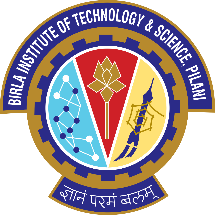 BIRLA INSTITUTE OF TECHNOLOGY & SCIENCE, PILANI
ज्ञानं परमं बलम्